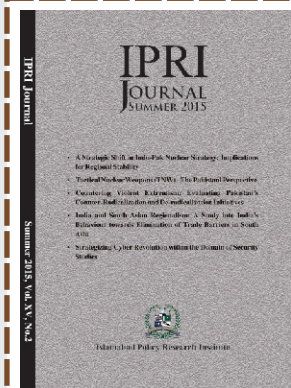 IPRI Journal
Summer 2015, Vol. XV, No.2
IPRI
JOURNAL
SUMMER 2015
• A Strategic Shift in Indo-Pak Nuclear Strategy: Implications
for Regional Stability
• Tactical Nuclear Weapons (TNWs): The Pakistani Perspective
• Countering Violent Extremism: Evaluating Pakistan's
Counter-Radicalization and De-radicalization Initiatives
• India and South Asian Regionalism: A Study into India's
Behaviour towards Elimination of Trade Barriers in South
Asia
• Strategizing Cyber Revolution within the Domain of Security
Studies
Islamabad Policy Research Institute